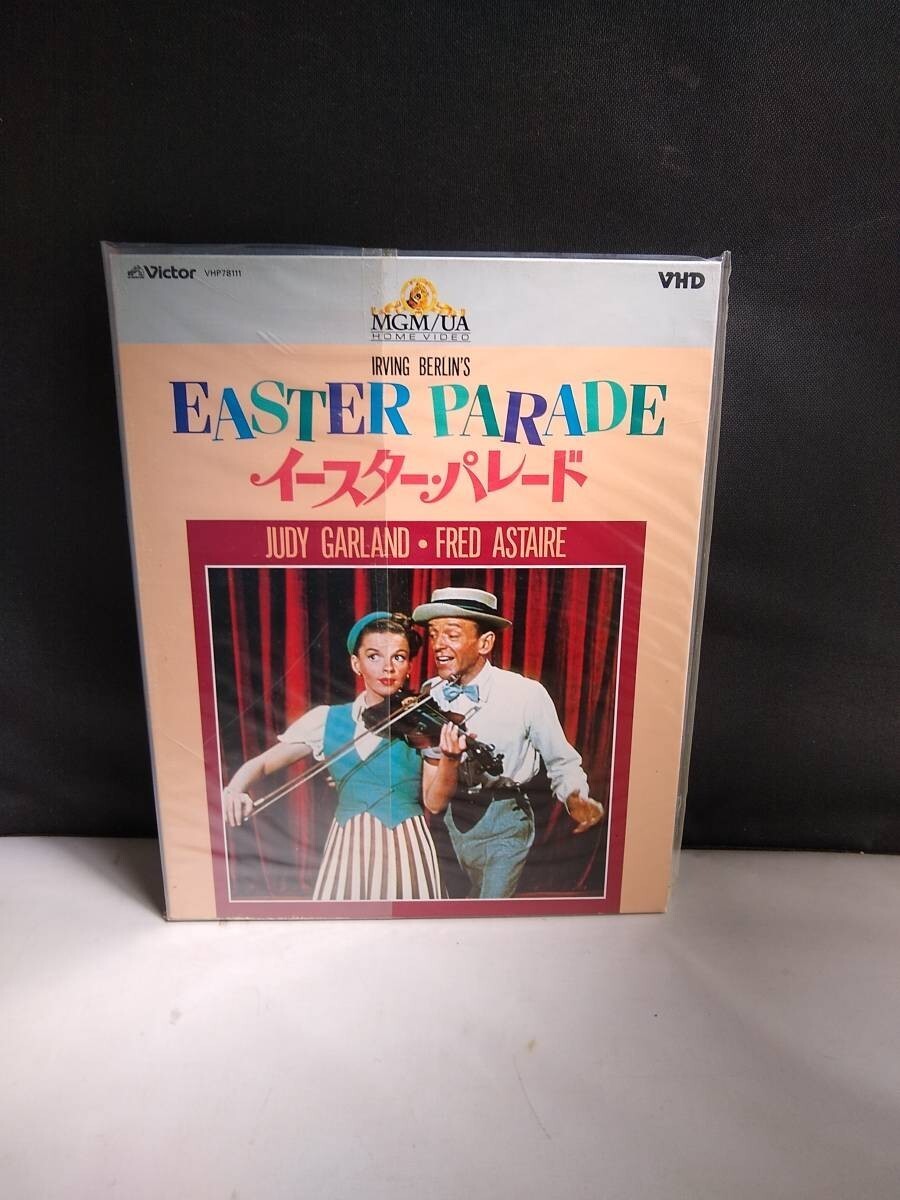 Victor VHP78111
VHD
MGM/UA
HOME VIDEO
IRVING BERLIN'S
EASTER PARADE
イースター・パレード
JUDY GARLAND • FRED ASTAIRE